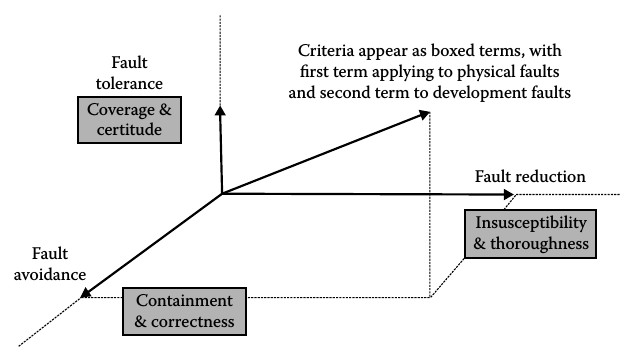 Fault
tolerance
Coverage &
certitude
Criteria appear as boxed terms, with
first term applying to physical faults
and second term to development faults
Fault reduction
Insusceptibility
& thoroughness
Fault
avoidance
Containment
& correctness